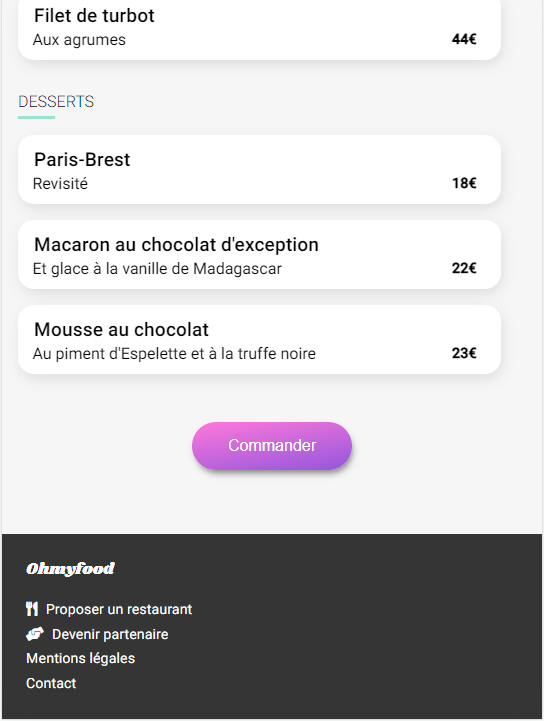 Filet de turbot
Aux agrumes 44€
DESSERTS
Paris-Brest
Revisité 18€
Macaron au chocolat d'exception
Et glace à la vanille de Madagascar 22€
Mousse au chocolat
Au piment d'Espelette et à la truffe noire 23€
Commander
Ohmyfood
Proposer un restaurant
Devenir partenaire
Mentions légales
Contact